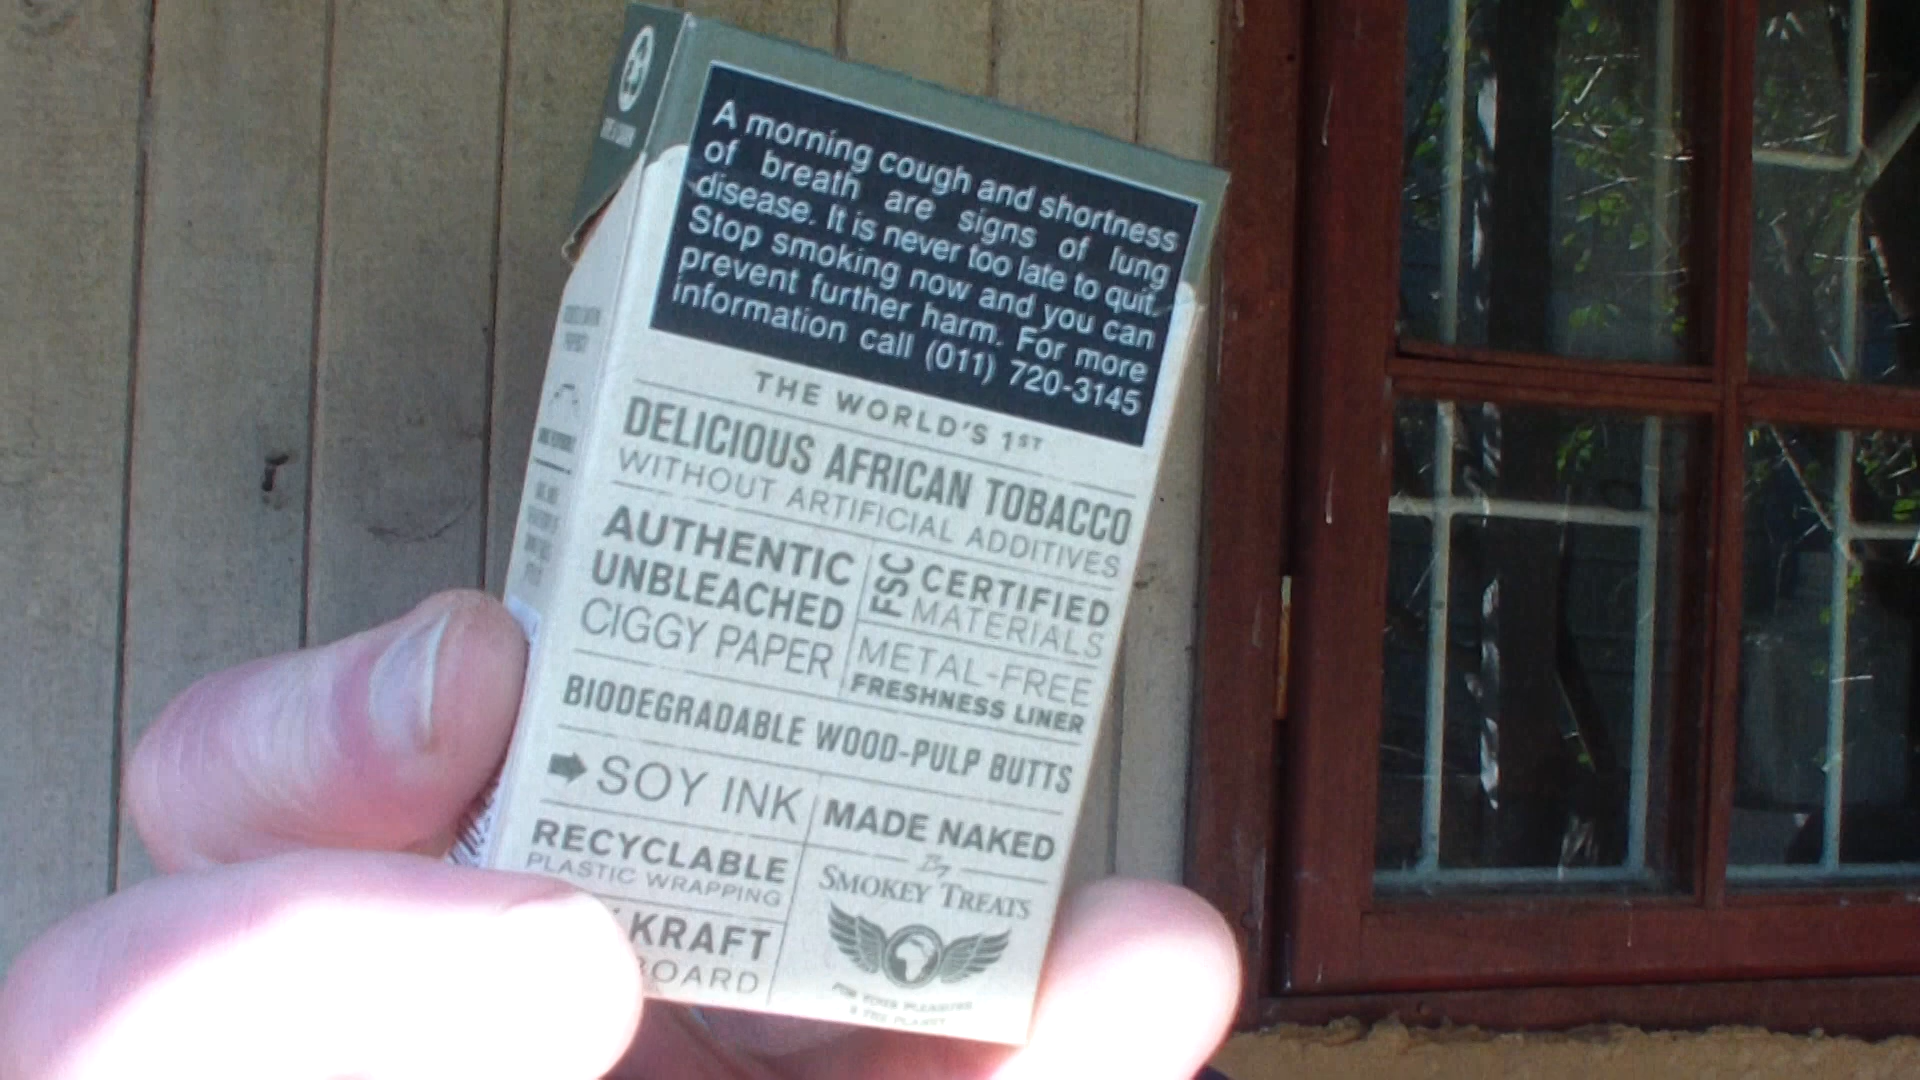 A morning cough and shortness
of breath are signs of lung
disease. It is never too late to quit.
Stop smoking now and you can
prevent further harm. For more
information call (011) 720-3145
THE WORLD'S 1ST
DELICIOUS AFRICAN TOBACCO
WITHOUT ARTIFICIAL ADDITIVES
AUTHENTIC
UNBLEACHED
CIGGY PAPER
FSC CERTIFIED
MATERIALS
METAL-FREE
FRESHNESS LINER
BIODEGRADABLE WOOD-PULP BUTTS
SOY INK
RECYCLABLE
PLASTIC WRAPPING
KRAFT
MADE NAKED
By
SMOKEY TREATS
FOR YOUR PLEASURE